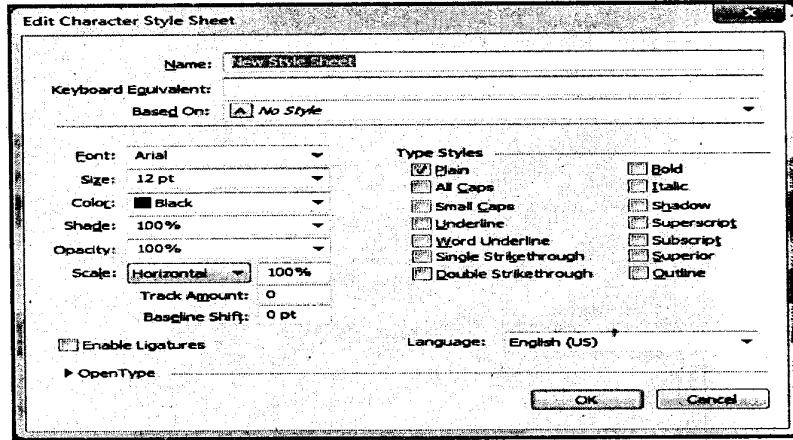 Edit Character Style Sheet
Name: New Style Sheet
Keyboard Equivalent:
Based On: No Style
Font: Arial
Size: 12 pt
Color: Black
Shade: 100%
Opacity: 100%
Scale: Horizontal 100%
Track Amount: 0
Baseline Shift: 0 pt
Enable Ligatures
OpenType
Type Styles
Plain Bold
All Caps Italic
Small Caps Shadow
Underline Superscript
Word Underline Subscript
Single Strikethrough Superior
Double Strikethrough Outline
Language: English (US)
OK Cancel